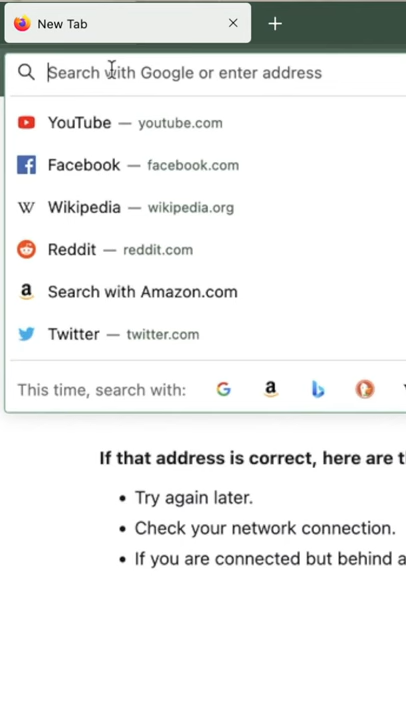 New Tab
Search with Google or enter address
YouTube — youtube.com
Facebook — facebook.com
Wikipedia — wikipedia.org
Reddit — reddit.com
Search with Amazon.com
Twitter — twitter.com
This time, search with:
If that address is correct, here are t
• Try again later.
• Check your network connection.
• If you are connected but behind a